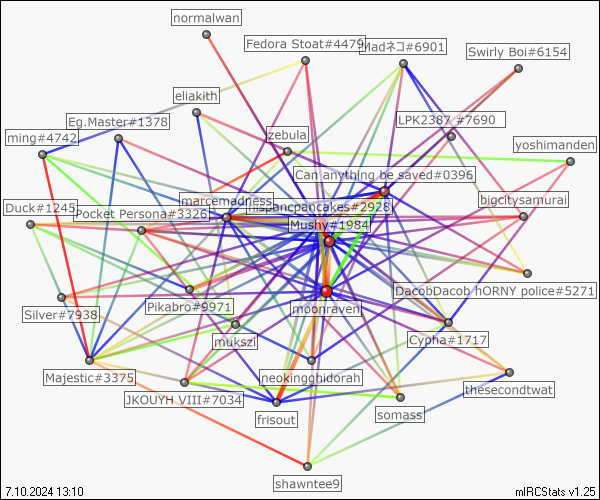 normalwan
Fedora Stoat#4479
Madネコ#6901
Swirly Boi#6154
eliakith
Eg.Master#1378
LPK2387 #7690
ming#4742
zebula
yoshimanden
Can anything be saved#0396
marcemadness
hispancpancakes#2928
bigcitysamurai
Duck#1245
Pocket Persona#3326
Mushy#1984
DacobDacob hORNY police#5271
Silver#7938
Pikabro#9971
moonraven
mukszi
Cypha#1717
Majestic#3375
neokingghidorah
thesecondtwat
JKOUYH VIII#7034
frisout
somass
shawntee9
7.10.2024 13:10
mIRCStats v1.25